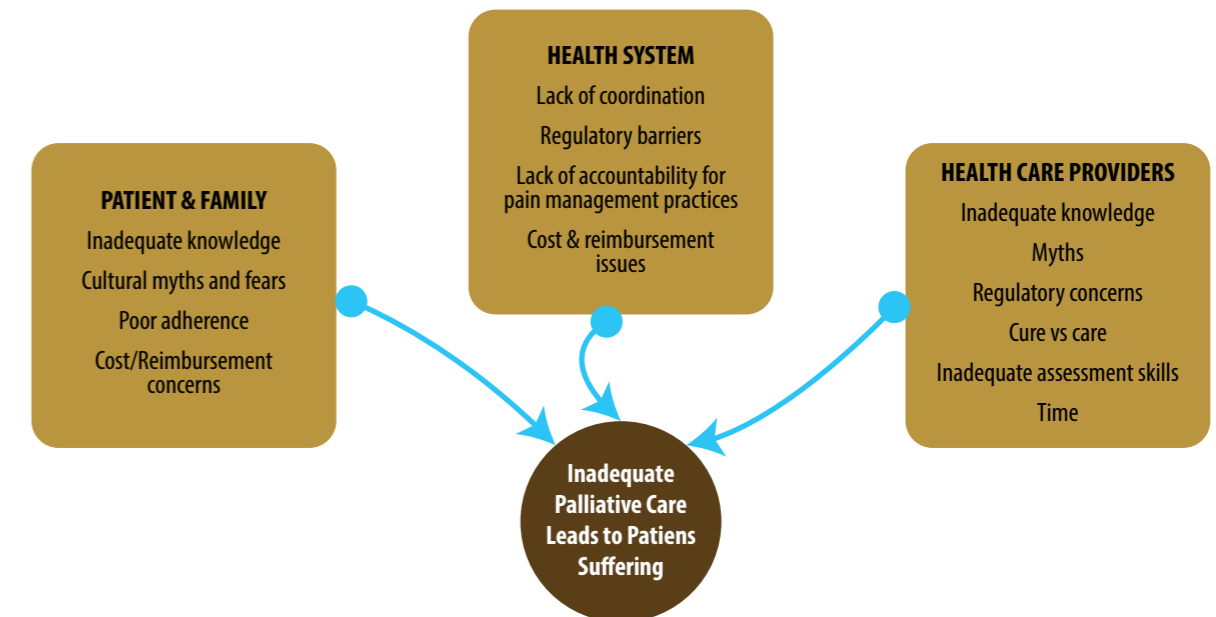 PATIENT & FAMILY
Inadequate knowledge
Cultural myths and fears
Poor adherence
Cost/Reimbursement
concerns
HEALTH SYSTEM
Lack of coordination
Regulatory barriers
Lack of accountability for
pain management practices
Cost & reimbursement
issues
HEALTH CARE PROVIDERS
Inadequate knowledge
Myths
Regulatory concerns
Cure vs care
Inadequate assessment skills
Time
Inadequate
Palliative Care
Leads to Patiens
Suffering